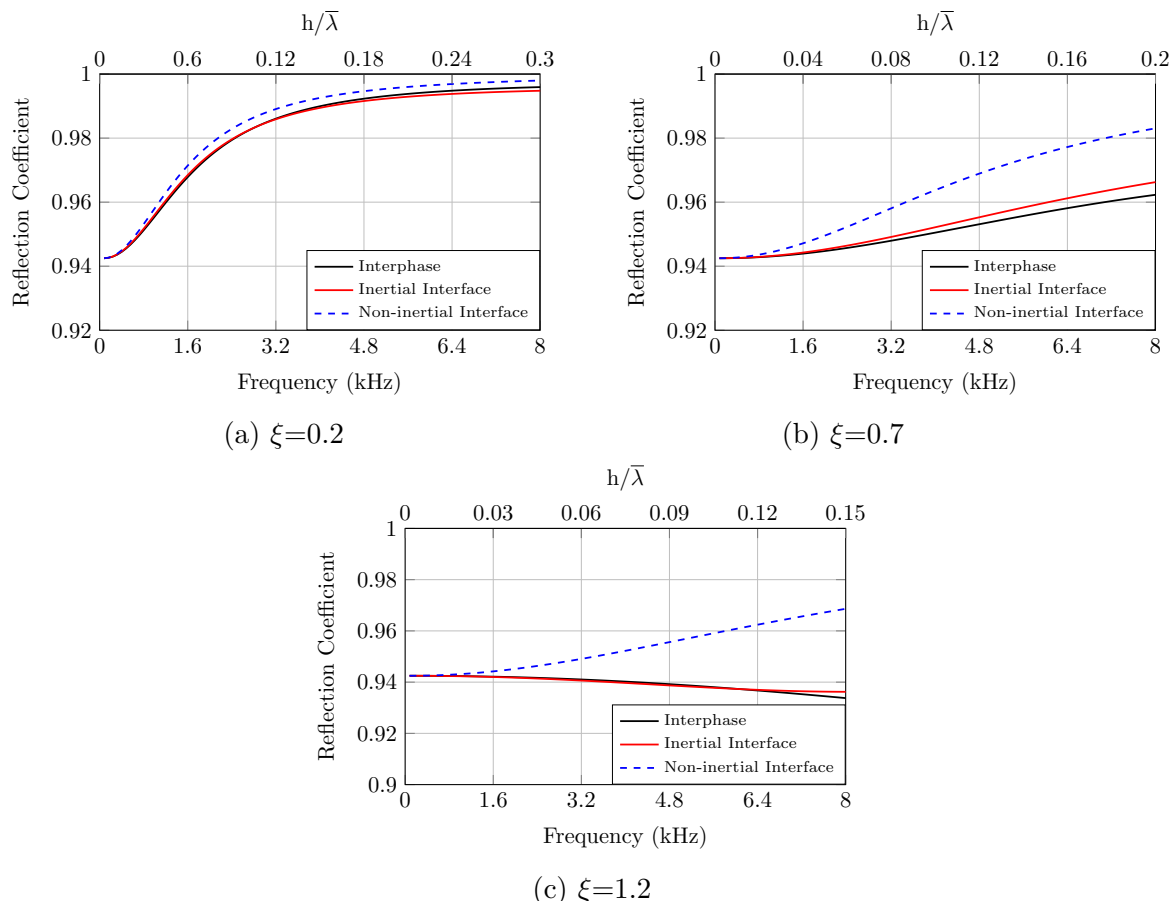 h/λ̅
0 0.6 0.12 0.18 0.24 0.3
1
0.98
0.96
0.94
0.92
Reflection Coefficient
Interphase
Inertial Interface
Non-inertial Interface
0 1.6 3.2 4.8 6.4 8
Frequency (kHz)
(a) ξ=0.2
h/λ̅
0 0.04 0.08 0.12 0.16 0.2
1
0.98
0.96
0.94
0.92
Reflection Coefficient
Interphase
Inertial Interface
Non-inertial Interface
0 1.6 3.2 4.8 6.4 8
Frequency (kHz)
(b) ξ=0.7
h/λ̅
0 0.03 0.06 0.09 0.12 0.15
1
0.98
0.96
0.94
0.92
0.9
Reflection Coefficient
Interphase
Inertial Interface
Non-inertial Interface
0 1.6 3.2 4.8 6.4 8
Frequency (kHz)
(c) ξ=1.2